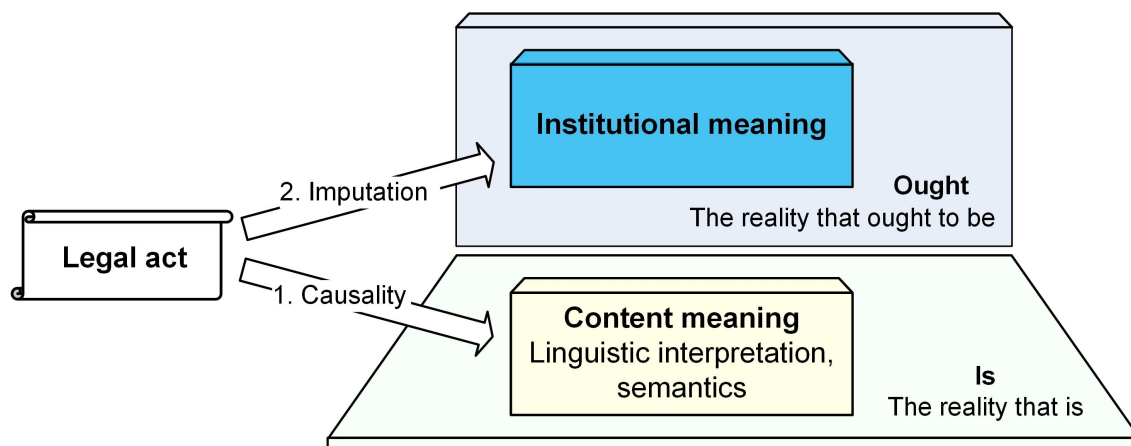 Institutional meaning
Ought
The reality that ought to be
2. Imputation
Legal act
1. Causality
Content meaning
Linguistic interpretation,
semantics
Is
The reality that is